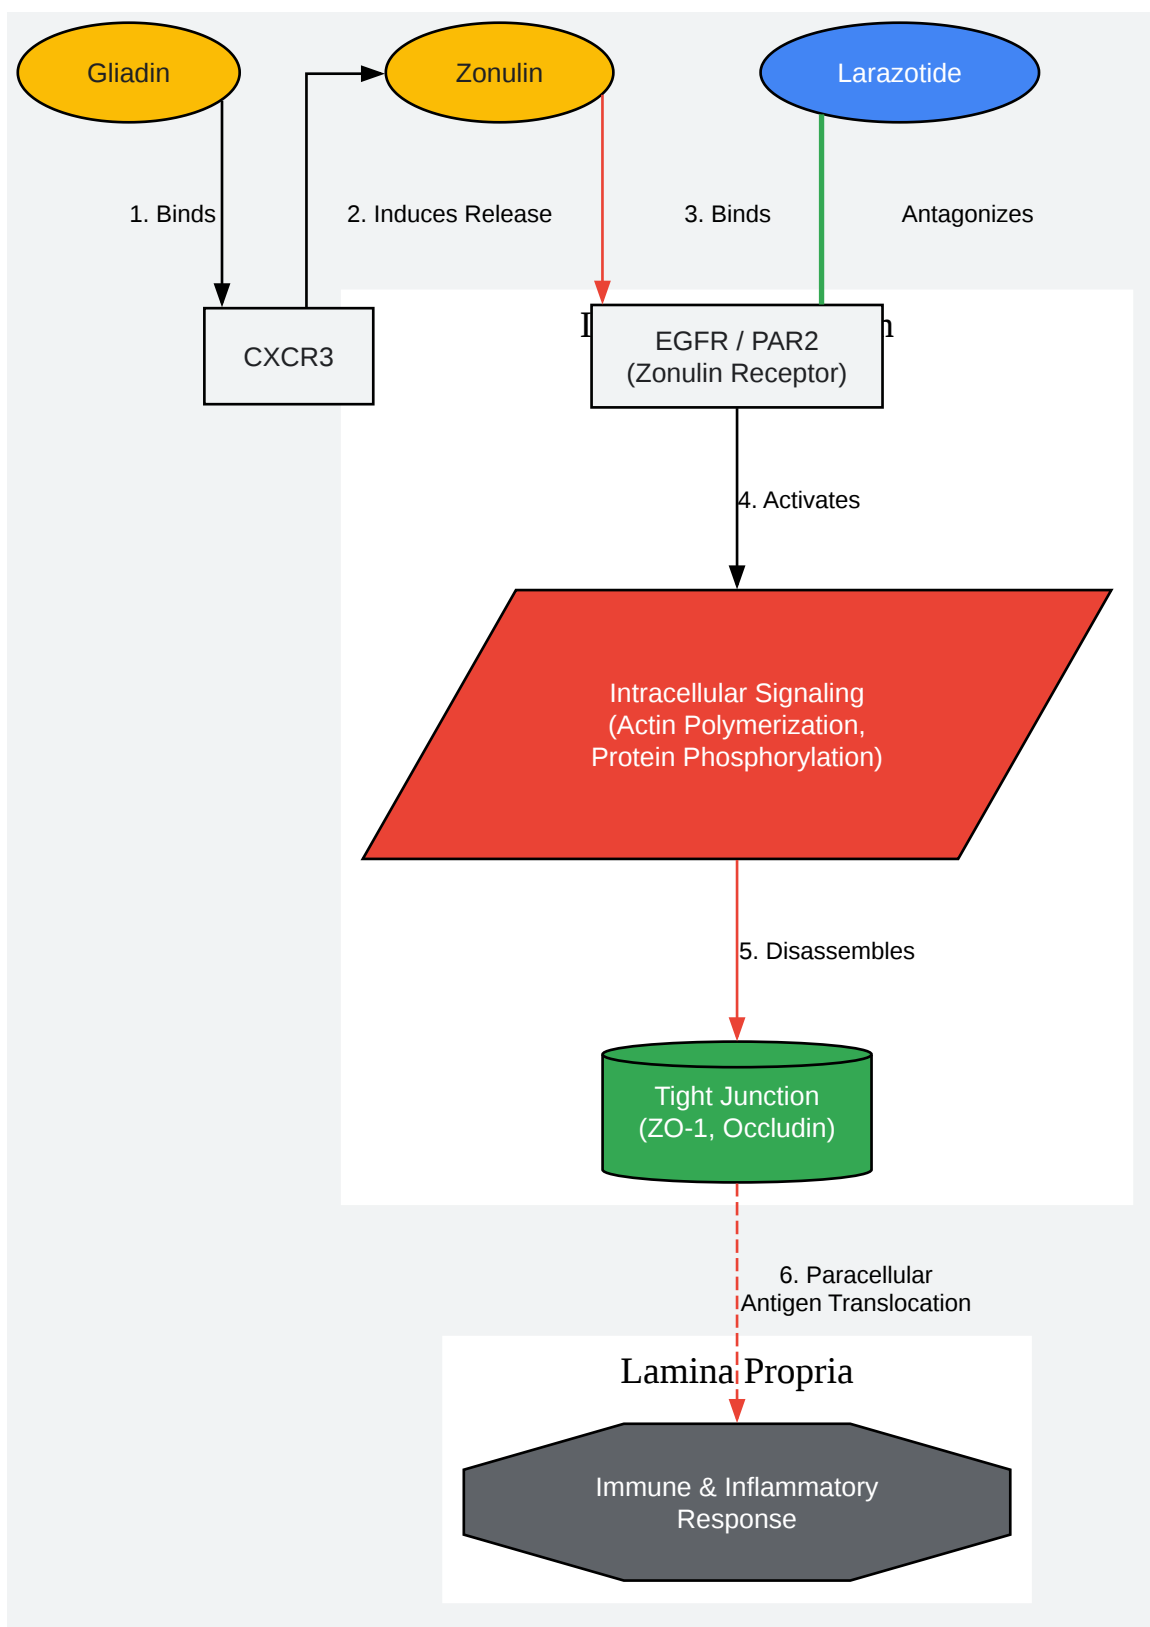 Gliadin
Zonulin
Larazotide
1. Binds
2. Induces Release
3. Binds
Antagonizes
CXCR3
EGFR / PAR2
(Zonulin Receptor)
4. Activates
Intracellular Signaling
(Actin Polymerization,
Protein Phosphorylation)
5. Disassembles
Tight Junction
(ZO-1, Occludin)
6. Paracellular
Antigen Translocation
Lamina Propria
Immune & Inflammatory
Response